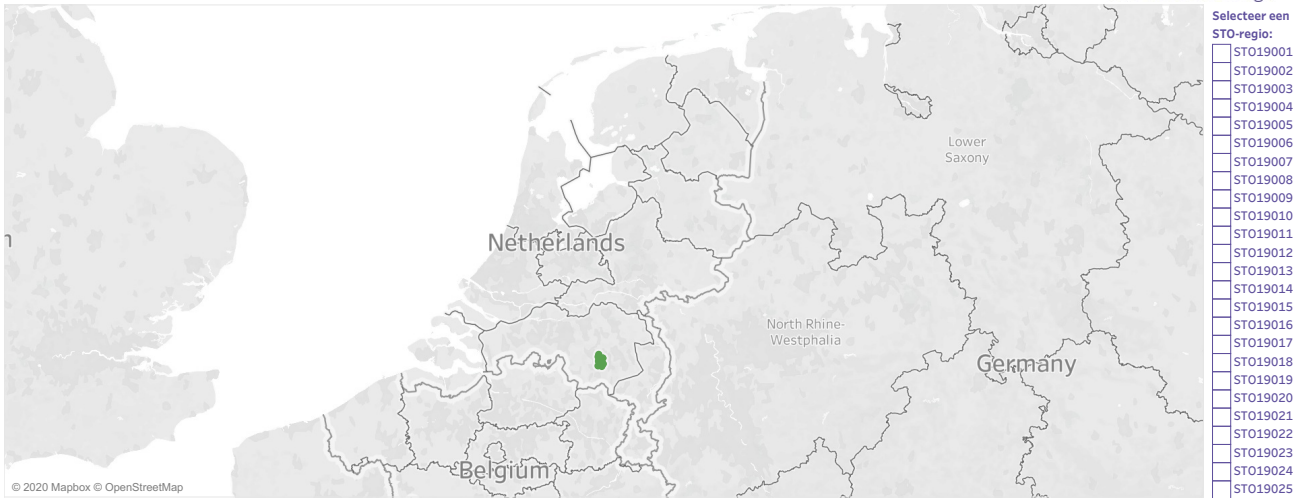 Selecteer een
STO-regio:
STO19001
STO19002
STO19003
STO19004
STO19005
STO19006
STO19007
STO19008
STO19009
STO19010
STO19011
STO19012
STO19013
STO19014
STO19015
STO19016
STO19017
STO19018
STO19019
STO19020
STO19021
STO19022
STO19023
STO19024
STO19025
Lower
Saxony
Netherlands
North Rhine-
Westphalia
Germany
Belgium
© 2020 Mapbox © OpenStreetMap